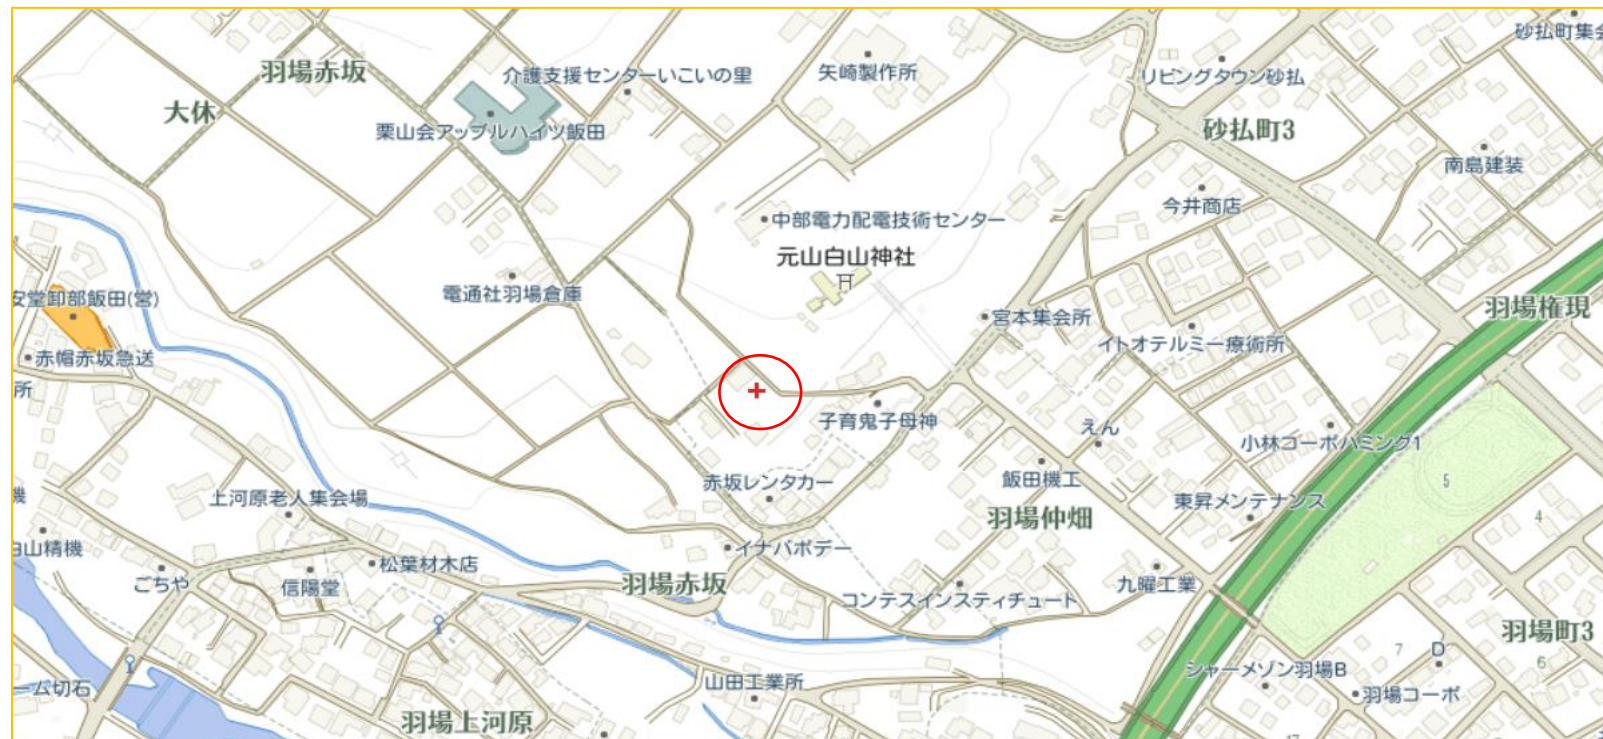 砂払町集会
羽場赤坂
介護支援センターいこいの里
矢崎製作所
リビングタウン砂払
大休
栗山会アップルハイツ飯田
砂払町3
南島建装
今井商店
中部電力配電技術センター
元山白山神社
電通社羽場倉庫
安堂卸部飯田(営)
宮本集会所
羽場権現
イトオテルミー療術所
赤帽赤坂急送
所
子育鬼子母神
えん
小林コーポハミング1
赤坂レンタカー
飯田機工
5
機
上河原老人集会場
東昇メンテナンス
羽場仲畑
4
白山精機
イナバボデー
松葉材木店
ごちや
信陽堂
羽場赤坂
九曜工業
コンテスインスティチュート
羽場町3
7
D
6
シャーメゾン羽場B
ーム切石
山田工業所
羽場コーポ
羽場上河原
17